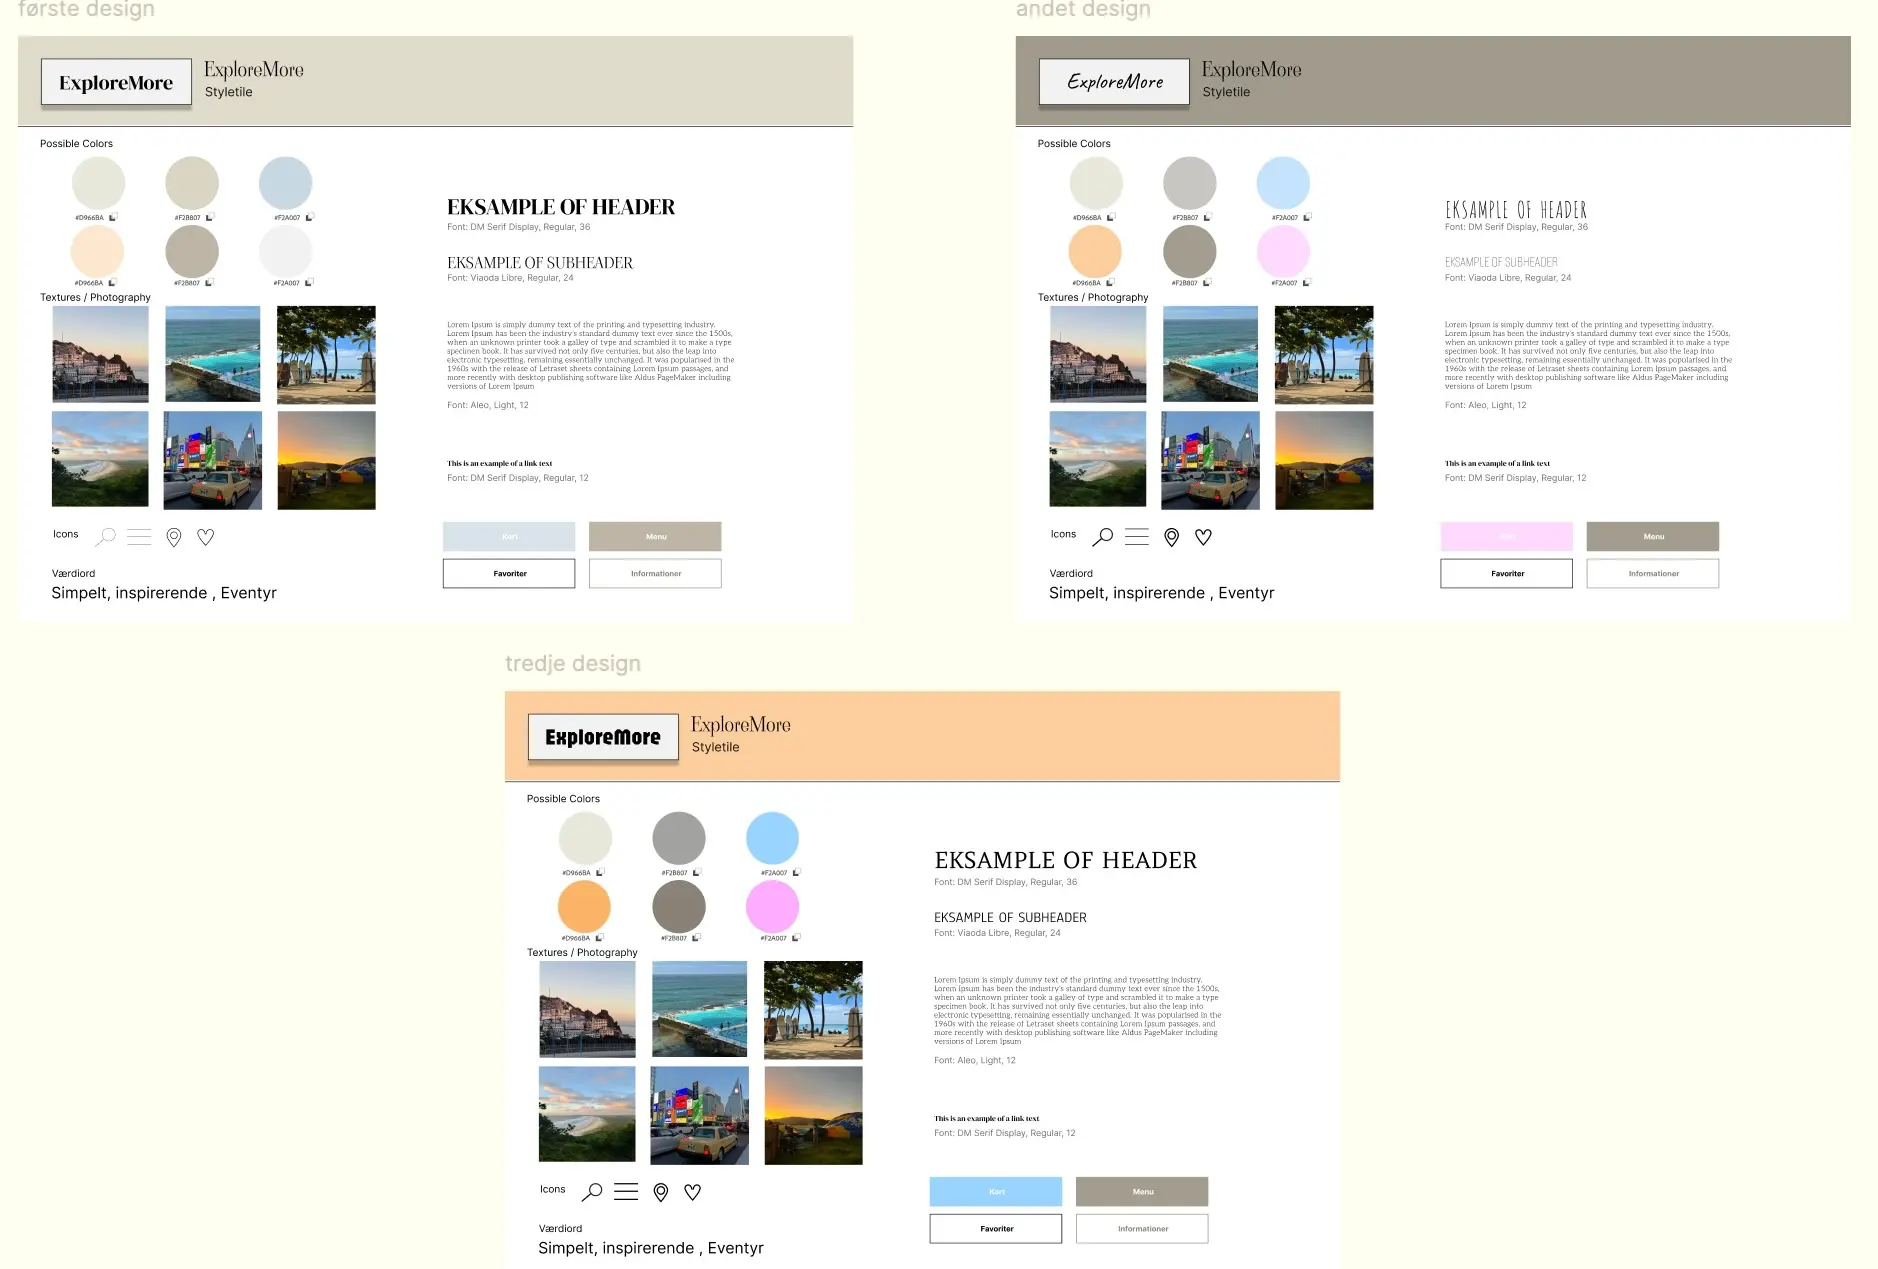 første design
ExploreMore
ExploreMore
Styletile
Possible Colors
#D966BA
#F2B807
#F2A007
#D966BA
#F2B807
#F2A007
Textures / Photography
Icons
Værdiord
Simpelt, inspirerende , Eventyr
EKSAMPLE OF HEADER
Font: DM Serif Display, Regular, 36
EKSAMPLE OF SUBHEADER
Font: Viaoda Libre, Regular, 24
Lorem Ipsum is simply dummy text of the printing and typesetting industry.
Lorem Ipsum has been the industry's standard dummy text ever since the 1500s,
when an unknown printer took a galley of type and scrambled it to make a type
specimen book. It has survived not only five centuries, but also the leap into
electronic typesetting, remaining essentially unchanged. It was popularised in the
1960s with the release of Letraset sheets containing Lorem Ipsum passages, and
more recently with desktop publishing software like Aldus PageMaker including
versions of Lorem Ipsum
Font: Aleo, Light, 12
This is an example of a link text
Font: DM Serif Display, Regular, 12
Kort
Menu
Favoriter
Informationer
andet design
ExploreMore
ExploreMore
Styletile
Possible Colors
#D966BA
#F2B807
#F2A007
#D966BA
#F2B807
#F2A007
Textures / Photography
Icons
Værdiord
Simpelt, inspirerende , Eventyr
EKSAMPLE OF HEADER
Font: DM Serif Display, Regular, 36
EKSAMPLE OF SUBHEADER
Font: Viaoda Libre, Regular, 24
Lorem Ipsum is simply dummy text of the printing and typesetting industry.
Lorem Ipsum has been the industry's standard dummy text ever since the 1500s,
when an unknown printer took a galley of type and scrambled it to make a type
specimen book. It has survived not only five centuries, but also the leap into
electronic typesetting, remaining essentially unchanged. It was popularised in the
1960s with the release of Letraset sheets containing Lorem Ipsum passages, and
more recently with desktop publishing software like Aldus PageMaker including
versions of Lorem Ipsum
Font: Aleo, Light, 12
This is an example of a link text
Font: DM Serif Display, Regular, 12
Menu
Favoriter
Informationer
tredje design
ExploreMore
ExploreMore
Styletile
Possible Colors
#D966BA
#F2B807
#F2A007
#D966BA
#F2B807
#F2A007
Textures / Photography
Icons
Værdiord
Simpelt, inspirerende , Eventyr
EKSAMPLE OF HEADER
Font: DM Serif Display, Regular, 36
EKSAMPLE OF SUBHEADER
Font: Viaoda Libre, Regular, 24
Lorem Ipsum is simply dummy text of the printing and typesetting industry.
Lorem Ipsum has been the industry's standard dummy text ever since the 1500s,
when an unknown printer took a galley of type and scrambled it to make a type
specimen book. It has survived not only five centuries, but also the leap into
electronic typesetting, remaining essentially unchanged. It was popularised in the
1960s with the release of Letraset sheets containing Lorem Ipsum passages, and
more recently with desktop publishing software like Aldus PageMaker including
versions of Lorem Ipsum
Font: Aleo, Light, 12
This is an example of a link text
Font: DM Serif Display, Regular, 12
Kort
Menu
Favoriter
Informationer